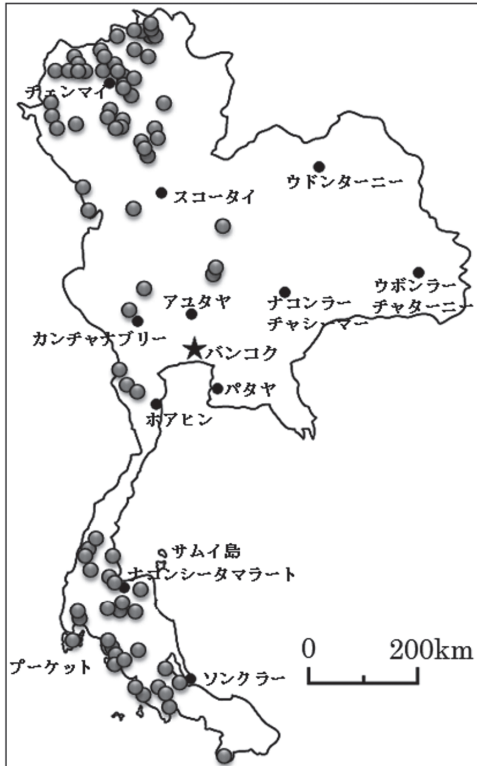 チェンマイ
スコータイ
ウドンターニー
アユタヤ
ナコンラー
チャシーマー
ウボンラー
チャターニー
カンチャナブリー
バンコク
パタヤ
ホアヒン
サムイ島
ナコンシータマラート
プーケット
ソンクラー
0 200km